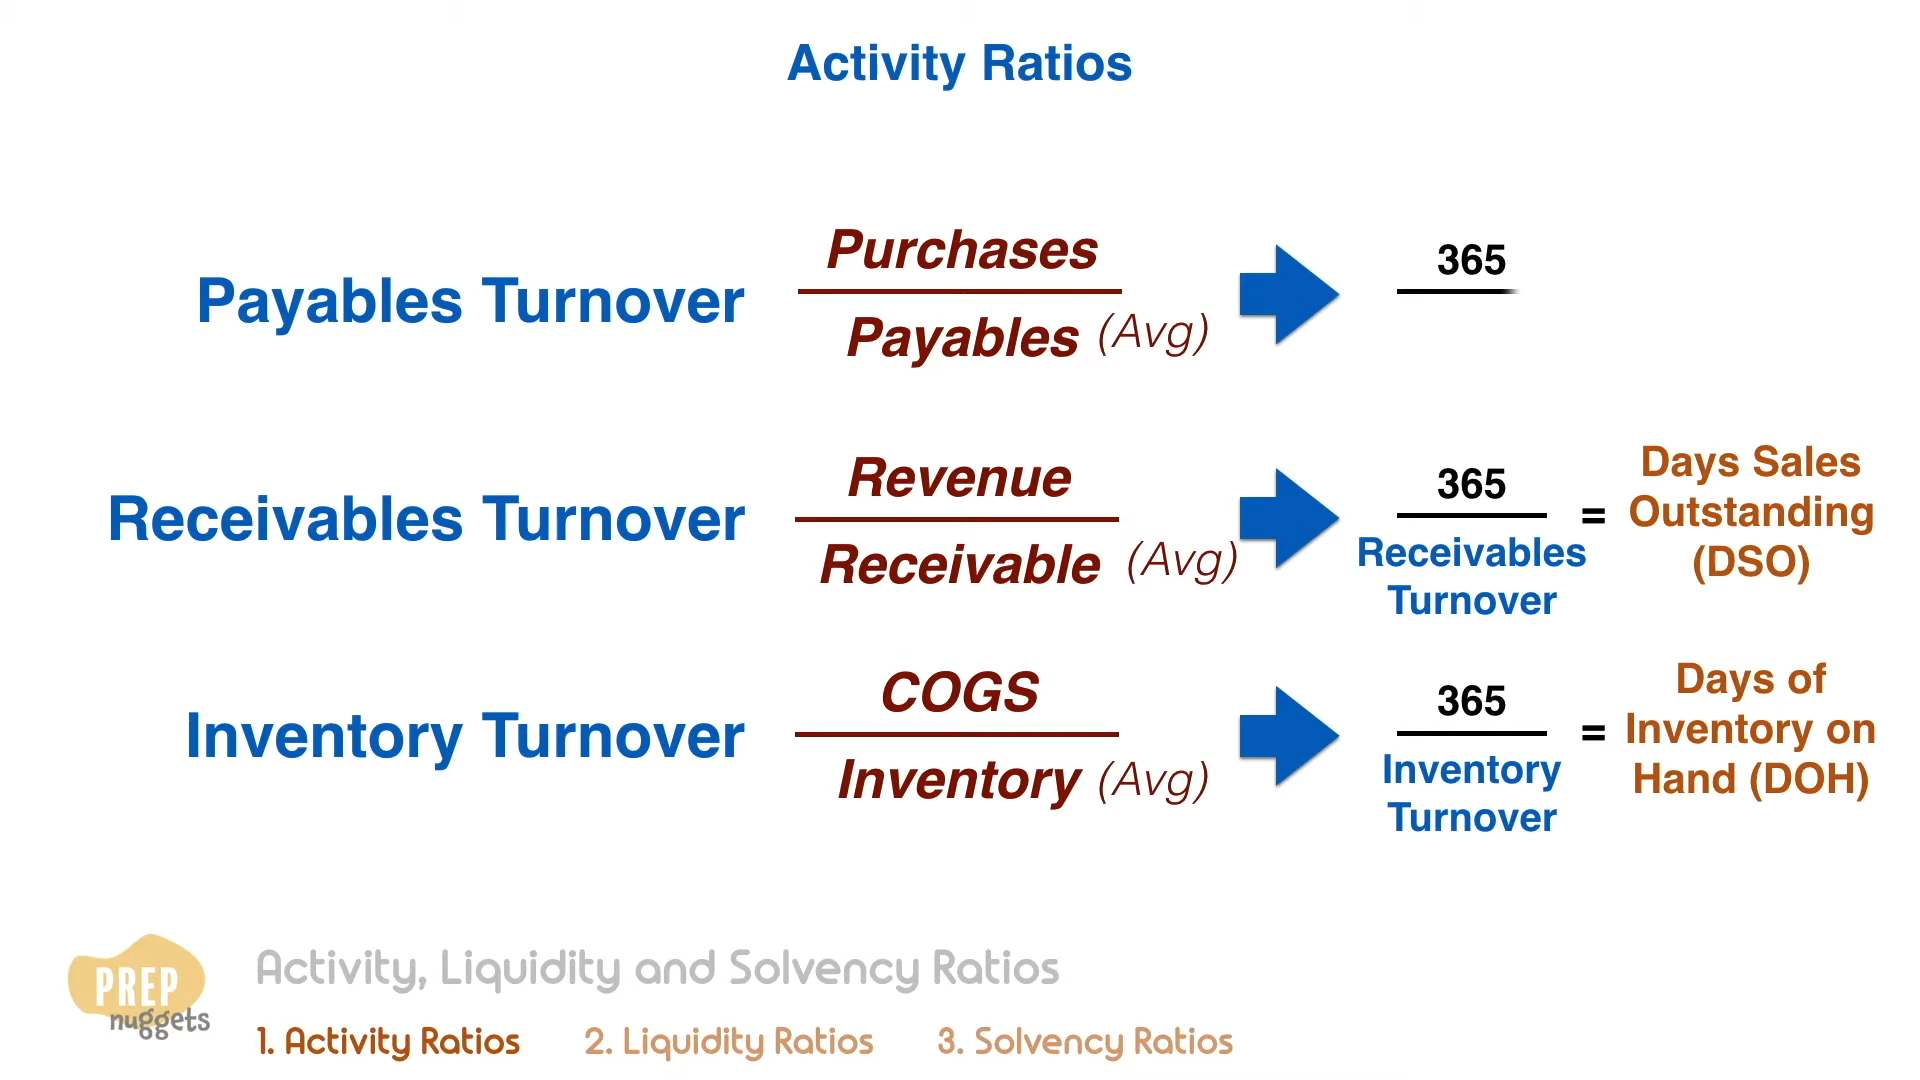 Activity Ratios
Payables Turnover
Purchases
Payables (Avg)
365
Receivables Turnover
Revenue
Receivable (Avg)
365
Receivables
Turnover
=
Days Sales
Outstanding
(DSO)
Inventory Turnover
COGS
Inventory (Avg)
365
Inventory
Turnover
=
Days of
Inventory on
Hand (DOH)
PREP
nuggets
Activity, Liquidity and Solvency Ratios
1. Activity Ratios 2. Liquidity Ratios 3. Solvency Ratios